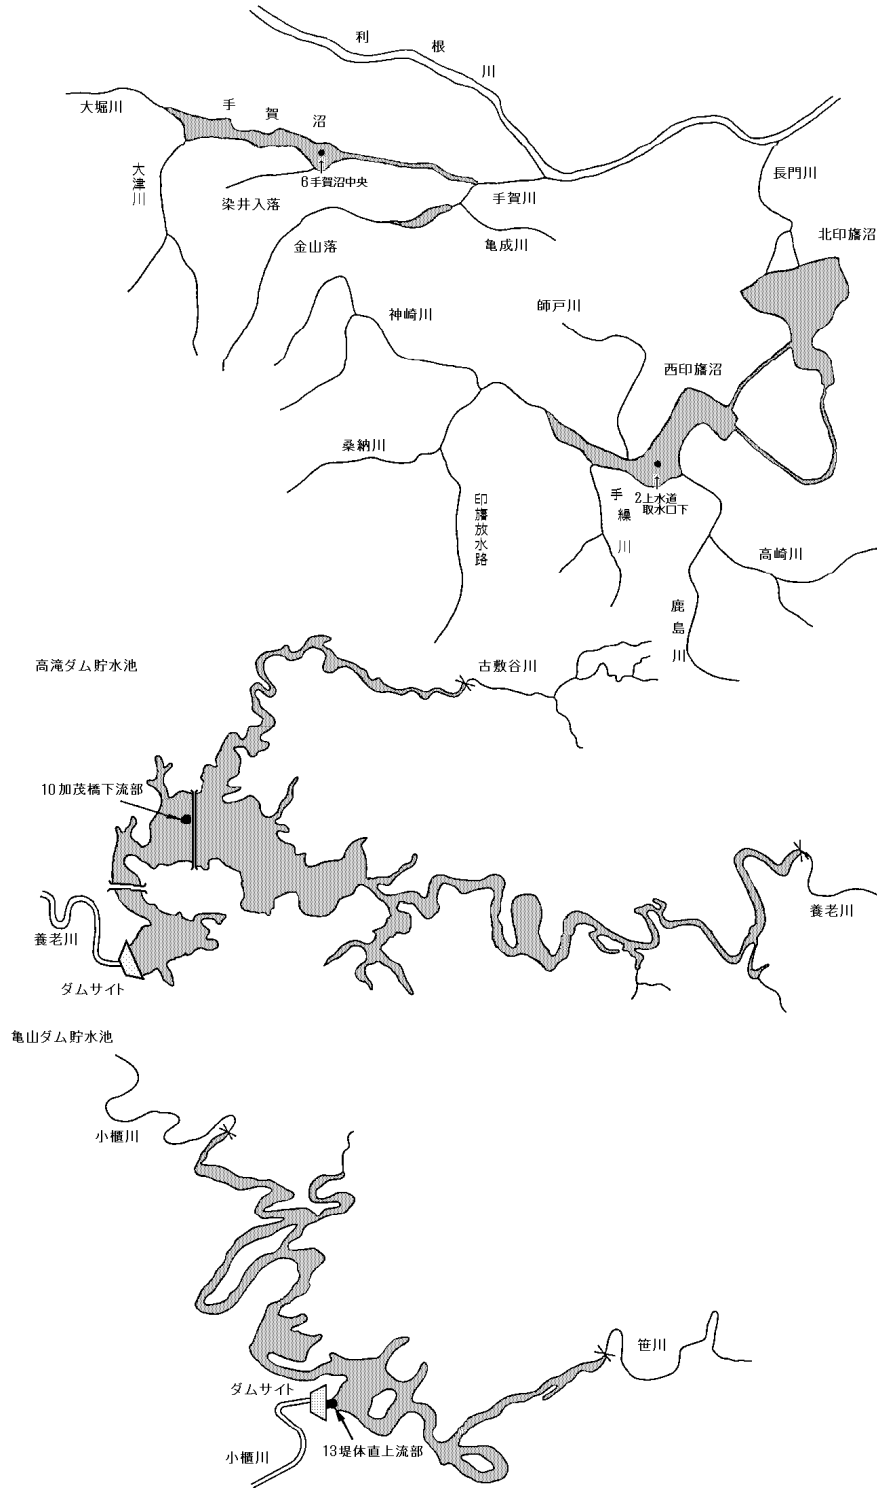 利根川
大堀川
手賀沼
大津川
6手賀沼中央
染井入落
手賀川
長門川
金山落
亀成川
北印旛沼
神崎川
師戸川
西印旛沼
桑納川
印旛放水路
手繰川
2上水道
取水口下
高崎川
鹿島川
高滝ダム貯水池
古敷谷川
10加茂橋下流部
養老川
養老川
ダムサイト
亀山ダム貯水池
小櫃川
笹川
ダムサイト
13堤体直上流部
小櫃川